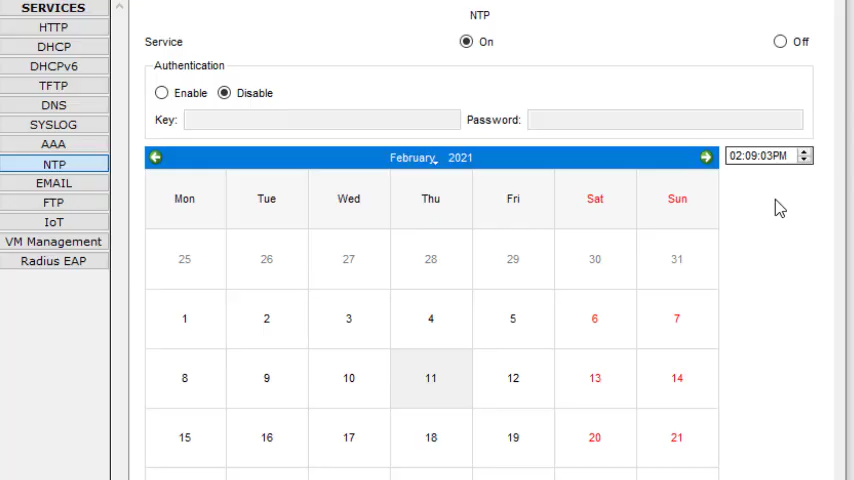 SERVICES
HTTP
DHCP
DHCPv6
TFTP
DNS
SYSLOG
AAA
NTP
EMAIL
FTP
IoT
VM Management
Radius EAP
NTP
Service On Off
Authentication
Enable Disable
Key: Password:
February 2021 02:09:03PM
Mon Tue Wed Thu Fri Sat Sun
25 26 27 28 29 30 31
1 2 3 4 5 6 7
8 9 10 11 12 13 14
15 16 17 18 19 20 21